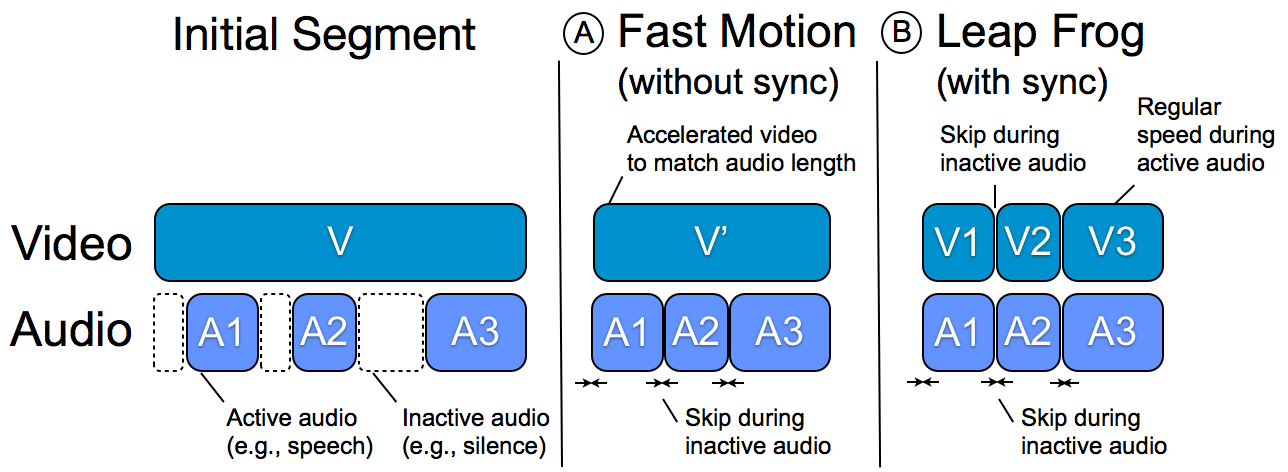 Initial Segment
A Fast Motion
(without sync)
B Leap Frog
(with sync)
Accelerated video
to match audio length
Skip during
inactive audio
Regular
speed during
active audio
Video
V
V’
V1 V2 V3
Audio
A1 A2 A3
A1 A2 A3
A1 A2 A3
Active audio
(e.g., speech)
Inactive audio
(e.g., silence)
Skip during
inactive audio
Skip during
inactive audio